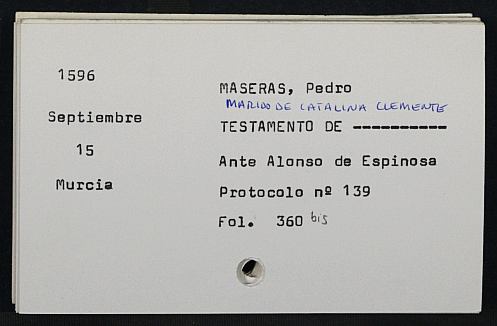 1596
Septiembre
15
Murcia
MASERAS, Pedro
MARIDO DE CATALINA CLEMENTE
TESTAMENTO DE ----------
Ante Alonso de Espinosa
Protocolo nº 139
Fol. 360 bis